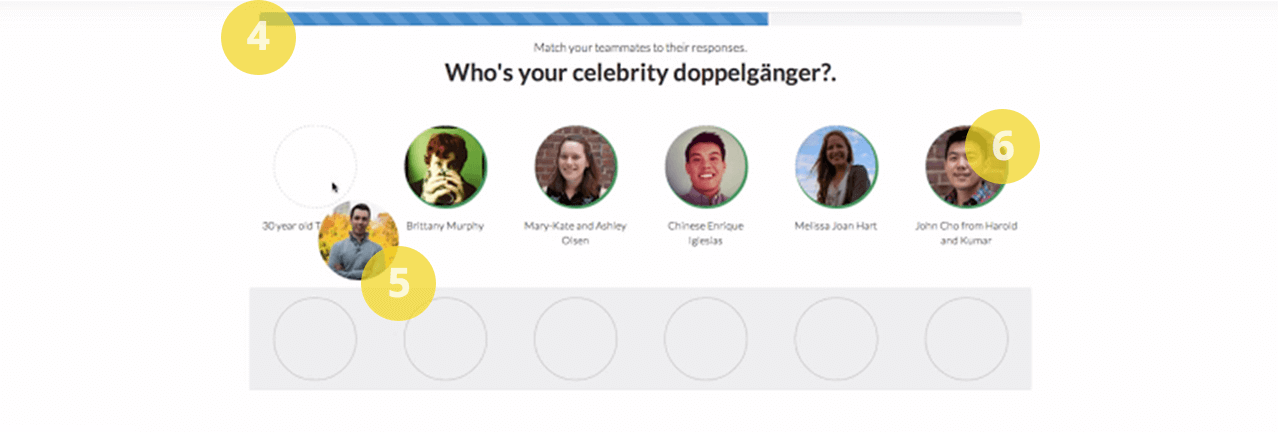 4
Match your teammates to their responses.
Who's your celebrity doppelgänger?.
6
30 year old T
Brittany Murphy
Mary-Kate and Ashley
Olsen
Chinese Enrique
Iglesias
Melissa Joan Hart
John Cho from Harold
and Kumar
5